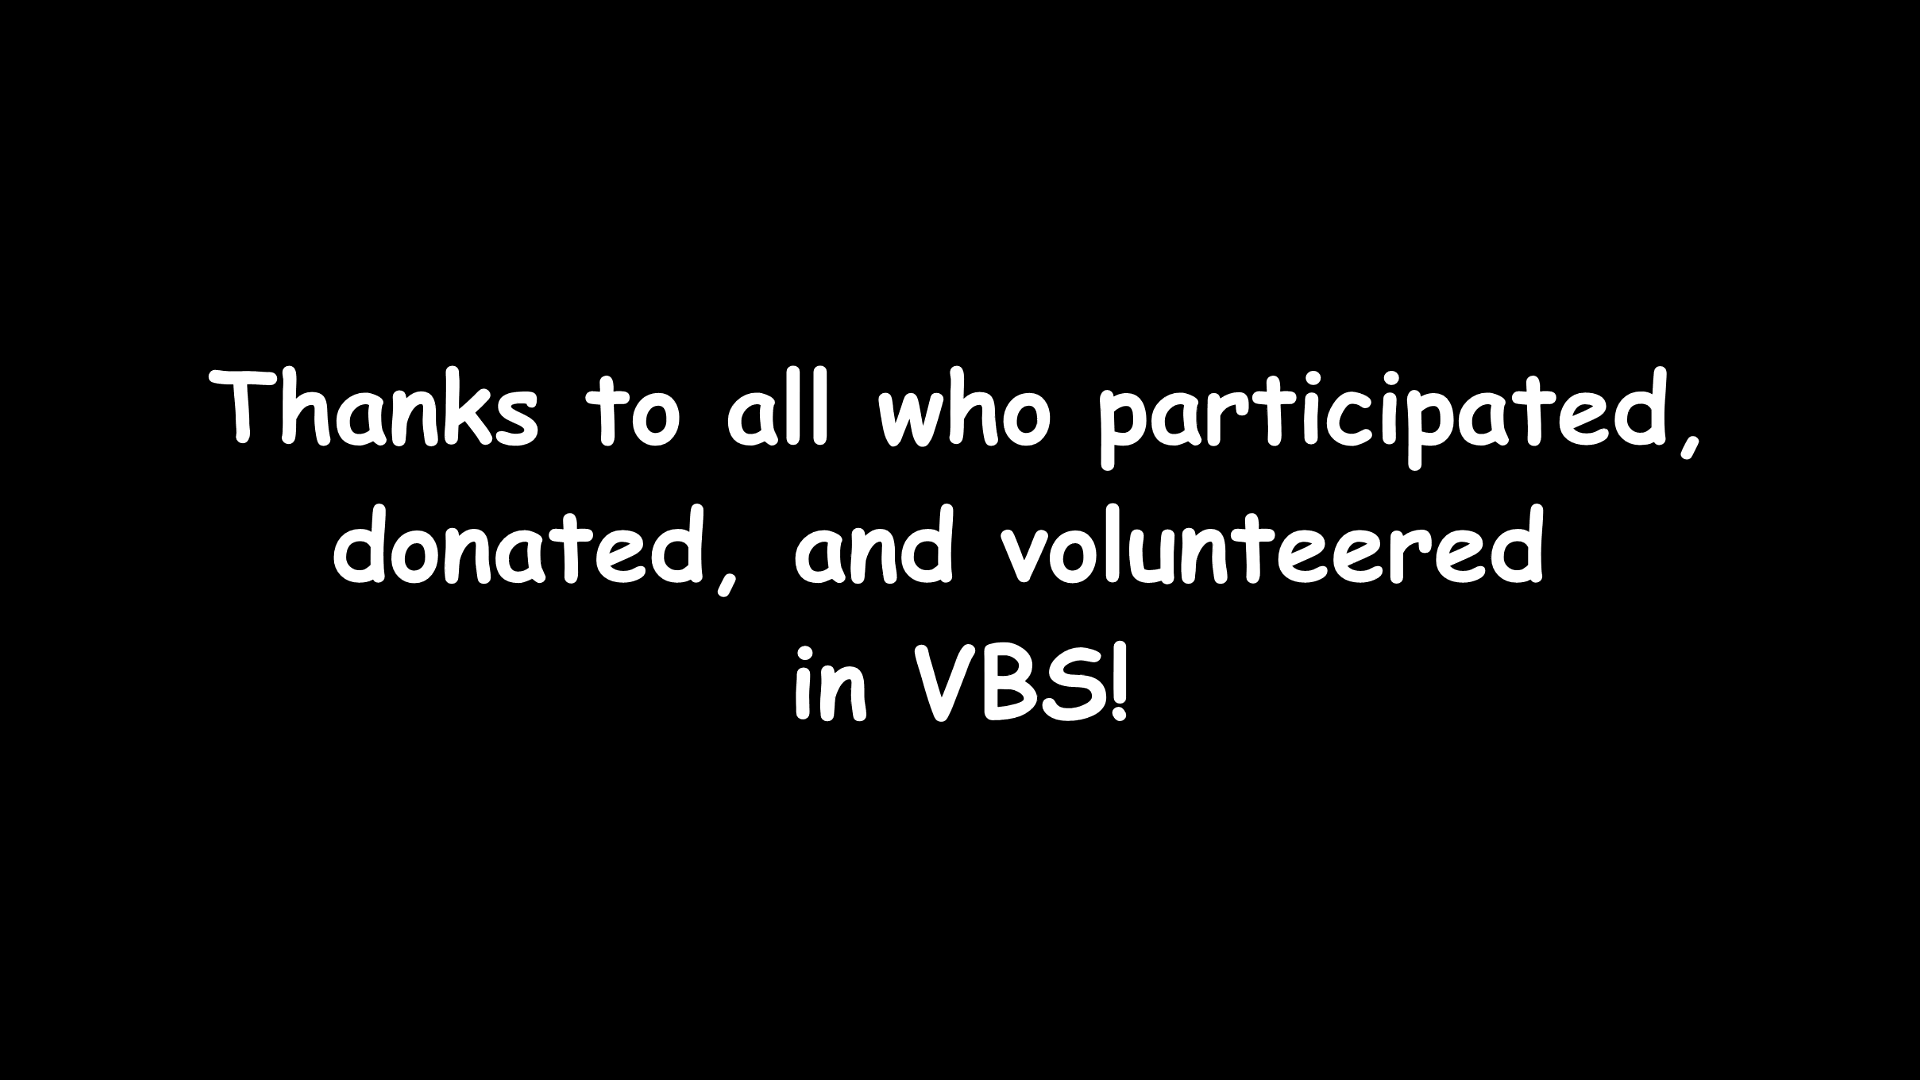 Thanks to all who participated,
donated, and volunteered
in VBS!